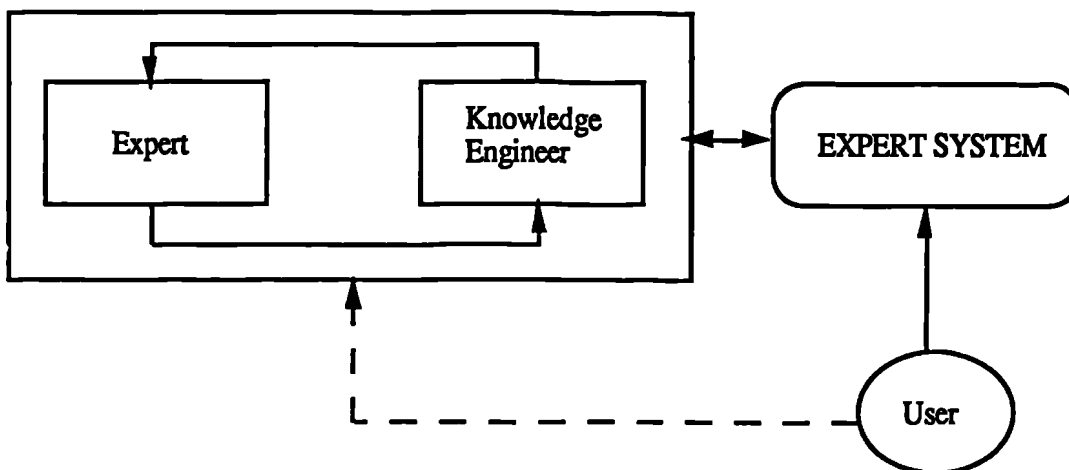 Expert
Knowledge
Engineer
EXPERT SYSTEM
User